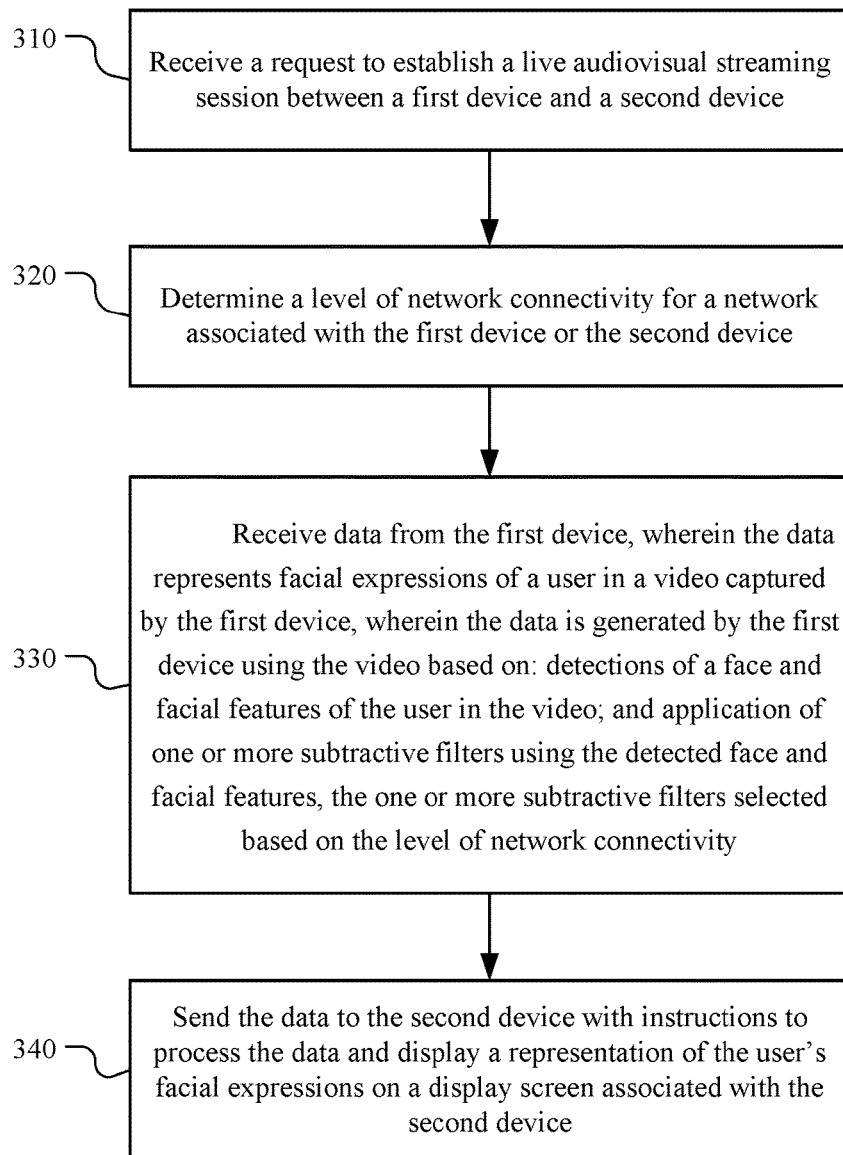 310
Receive a request to establish a live audiovisual streaming
session between a first device and a second device
320
Determine a level of network connectivity for a network
associated with the first device or the second device
330
Receive data from the first device, wherein the data
represents facial expressions of a user in a video captured
by the first device, wherein the data is generated by the first
device using the video based on: detections of a face and
facial features of the user in the video; and application of
one or more subtractive filters using the detected face and
facial features, the one or more subtractive filters selected
based on the level of network connectivity
340
Send the data to the second device with instructions to
process the data and display a representation of the user’s
facial expressions on a display screen associated with the
second device